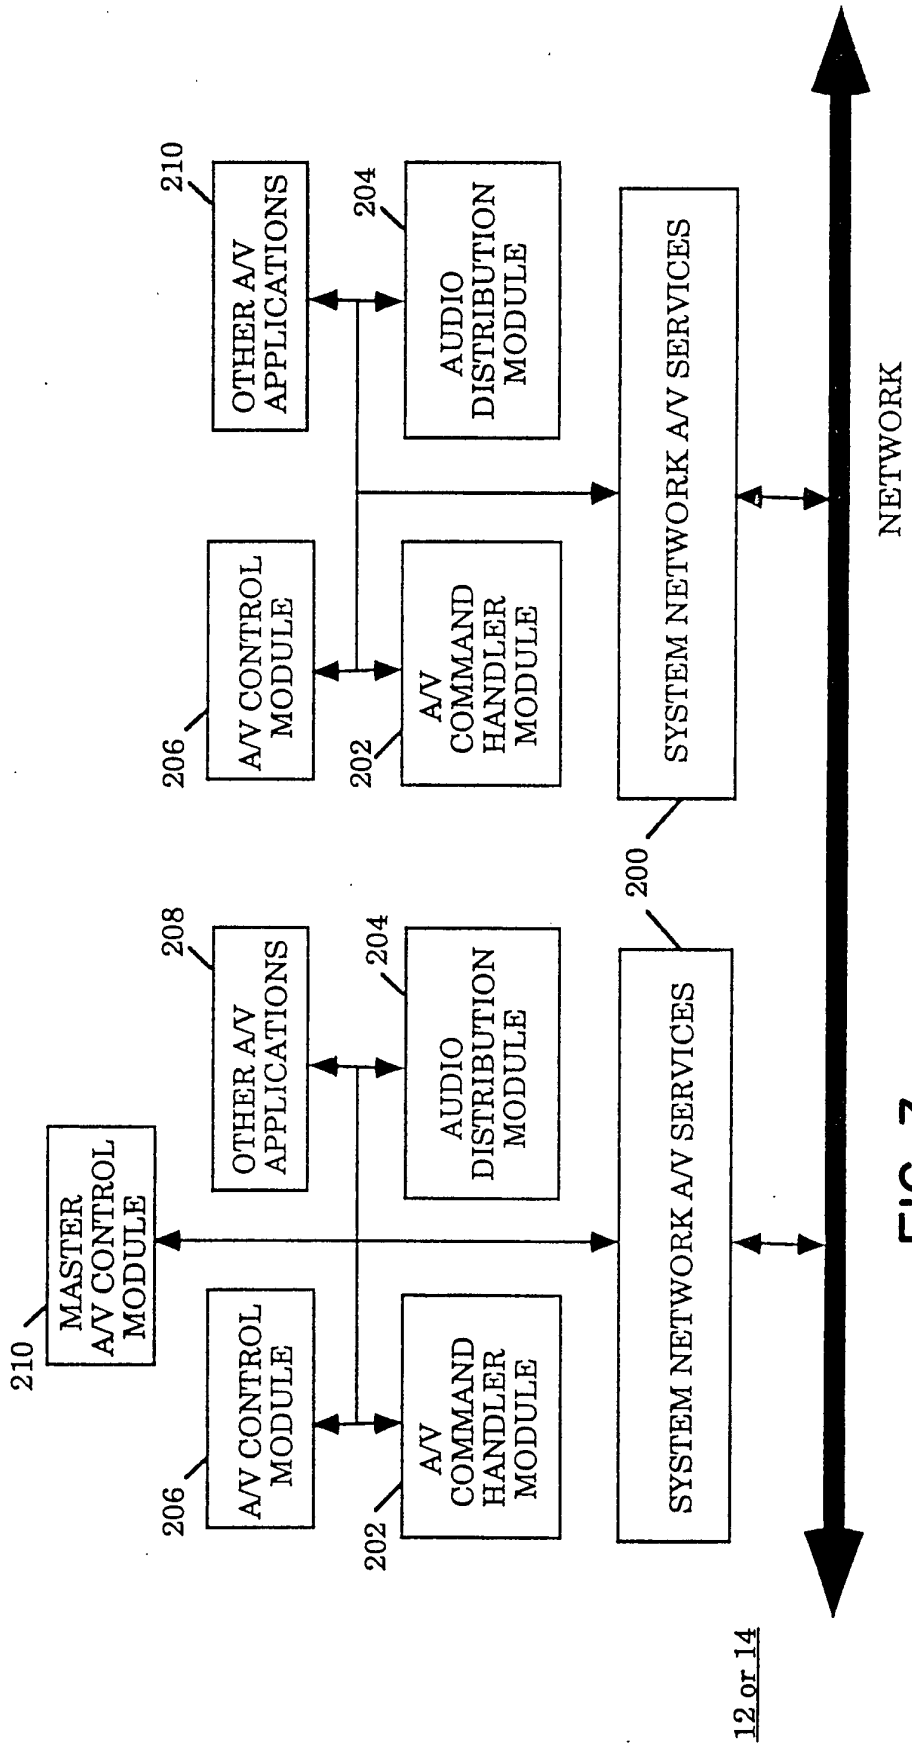 210
MASTER
A/V CONTROL
MODULE
206
A/V CONTROL
MODULE
208
OTHER A/V
APPLICATIONS
202
A/V
COMMAND
HANDLER
MODULE
204
AUDIO
DISTRIBUTION
MODULE
SYSTEM NETWORK A/V SERVICES
200
206
A/V CONTROL
MODULE
210
OTHER A/V
APPLICATIONS
202
A/V
COMMAND
HANDLER
MODULE
204
AUDIO
DISTRIBUTION
MODULE
SYSTEM NETWORK A/V SERVICES
12 or 14
NETWORK
FIG.